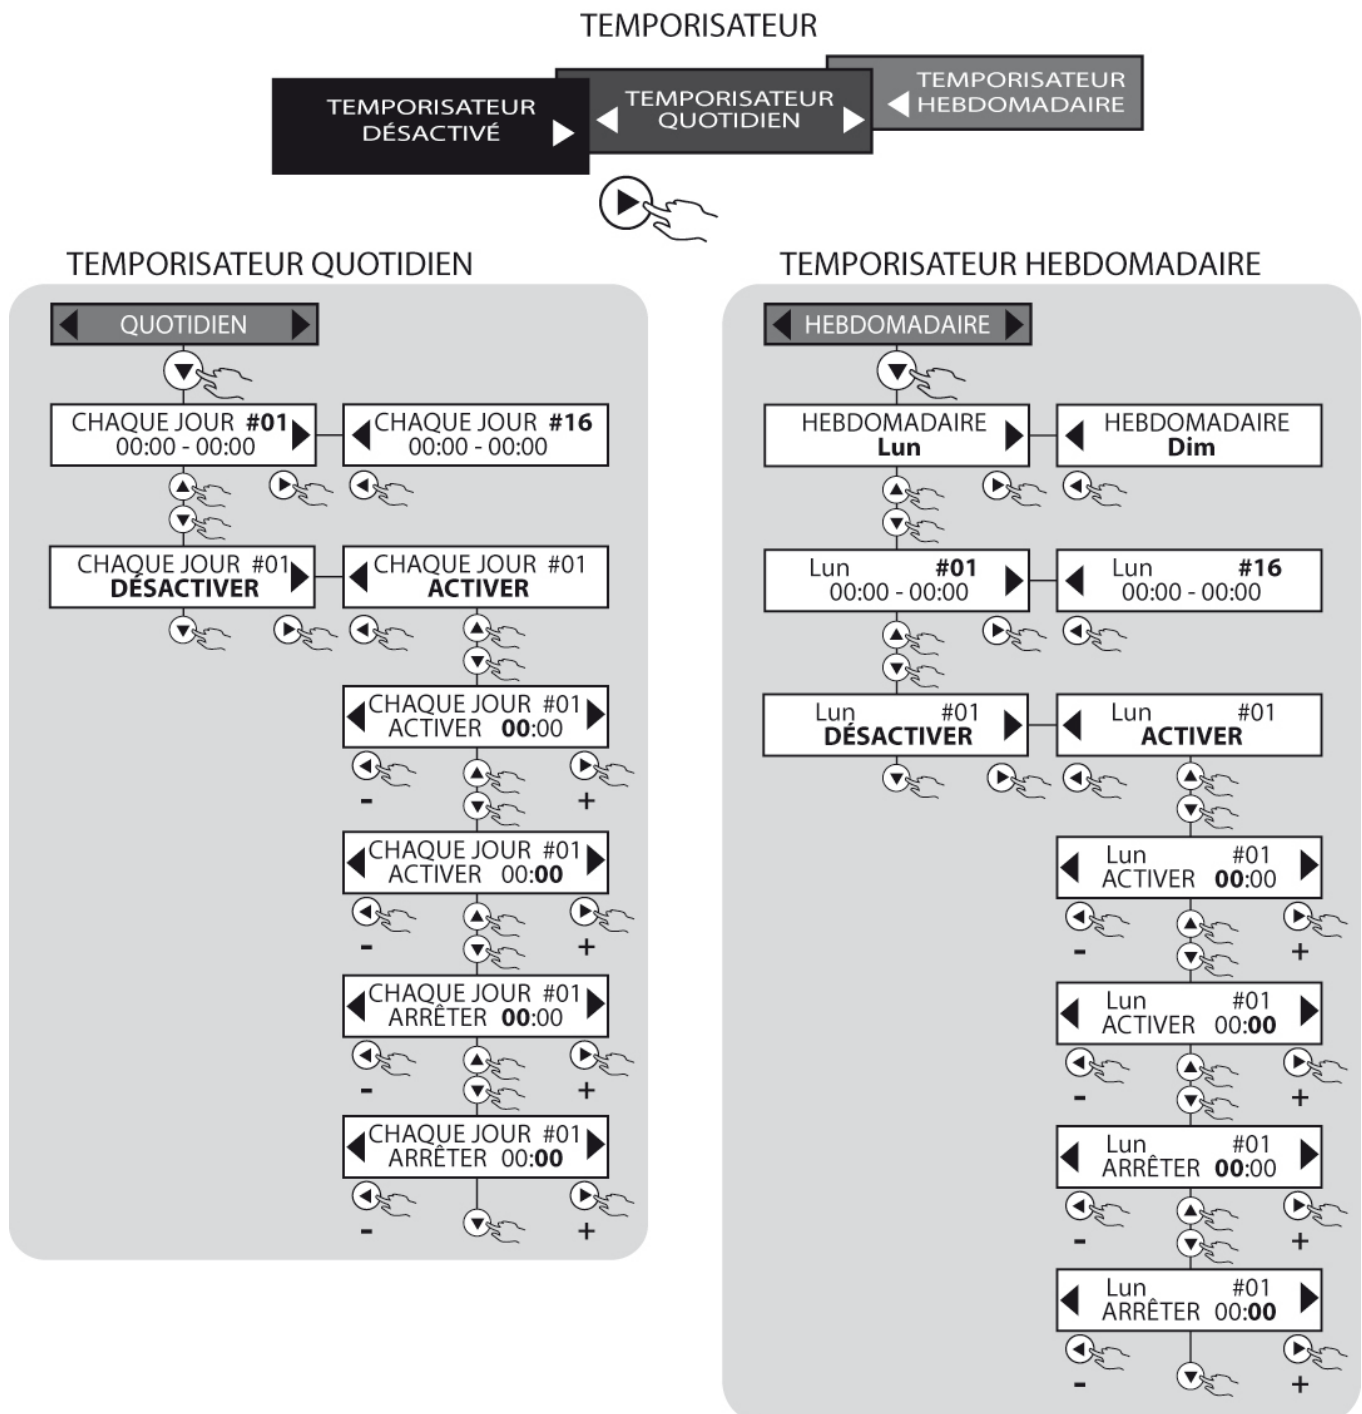 TEMPORISATEUR
TEMPORISATEUR
DÉSACTIVÉ
TEMPORISATEUR
QUOTIDIEN
TEMPORISATEUR
HEBDOMADAIRE
TEMPORISATEUR QUOTIDIEN
QUOTIDIEN
CHAQUE JOUR #01
00:00 - 00:00
CHAQUE JOUR #16
00:00 - 00:00
CHAQUE JOUR #01
DÉSACTIVER
CHAQUE JOUR #01
ACTIVER
CHAQUE JOUR #01
ACTIVER 00:00
- +
CHAQUE JOUR #01
ACTIVER 00:00
- +
CHAQUE JOUR #01
ARRÊTER 00:00
- +
CHAQUE JOUR #01
ARRÊTER 00:00
- +
TEMPORISATEUR HEBDOMADAIRE
HEBDOMADAIRE
HEBDOMADAIRE
Lun
HEBDOMADAIRE
Dim
Lun #01
00:00 - 00:00
Lun #16
00:00 - 00:00
Lun #01
DÉSACTIVER
Lun #01
ACTIVER
Lun #01
ACTIVER 00:00
- +
Lun #01
ACTIVER 00:00
- +
Lun #01
ARRÊTER 00:00
- +
Lun #01
ARRÊTER 00:00
- +